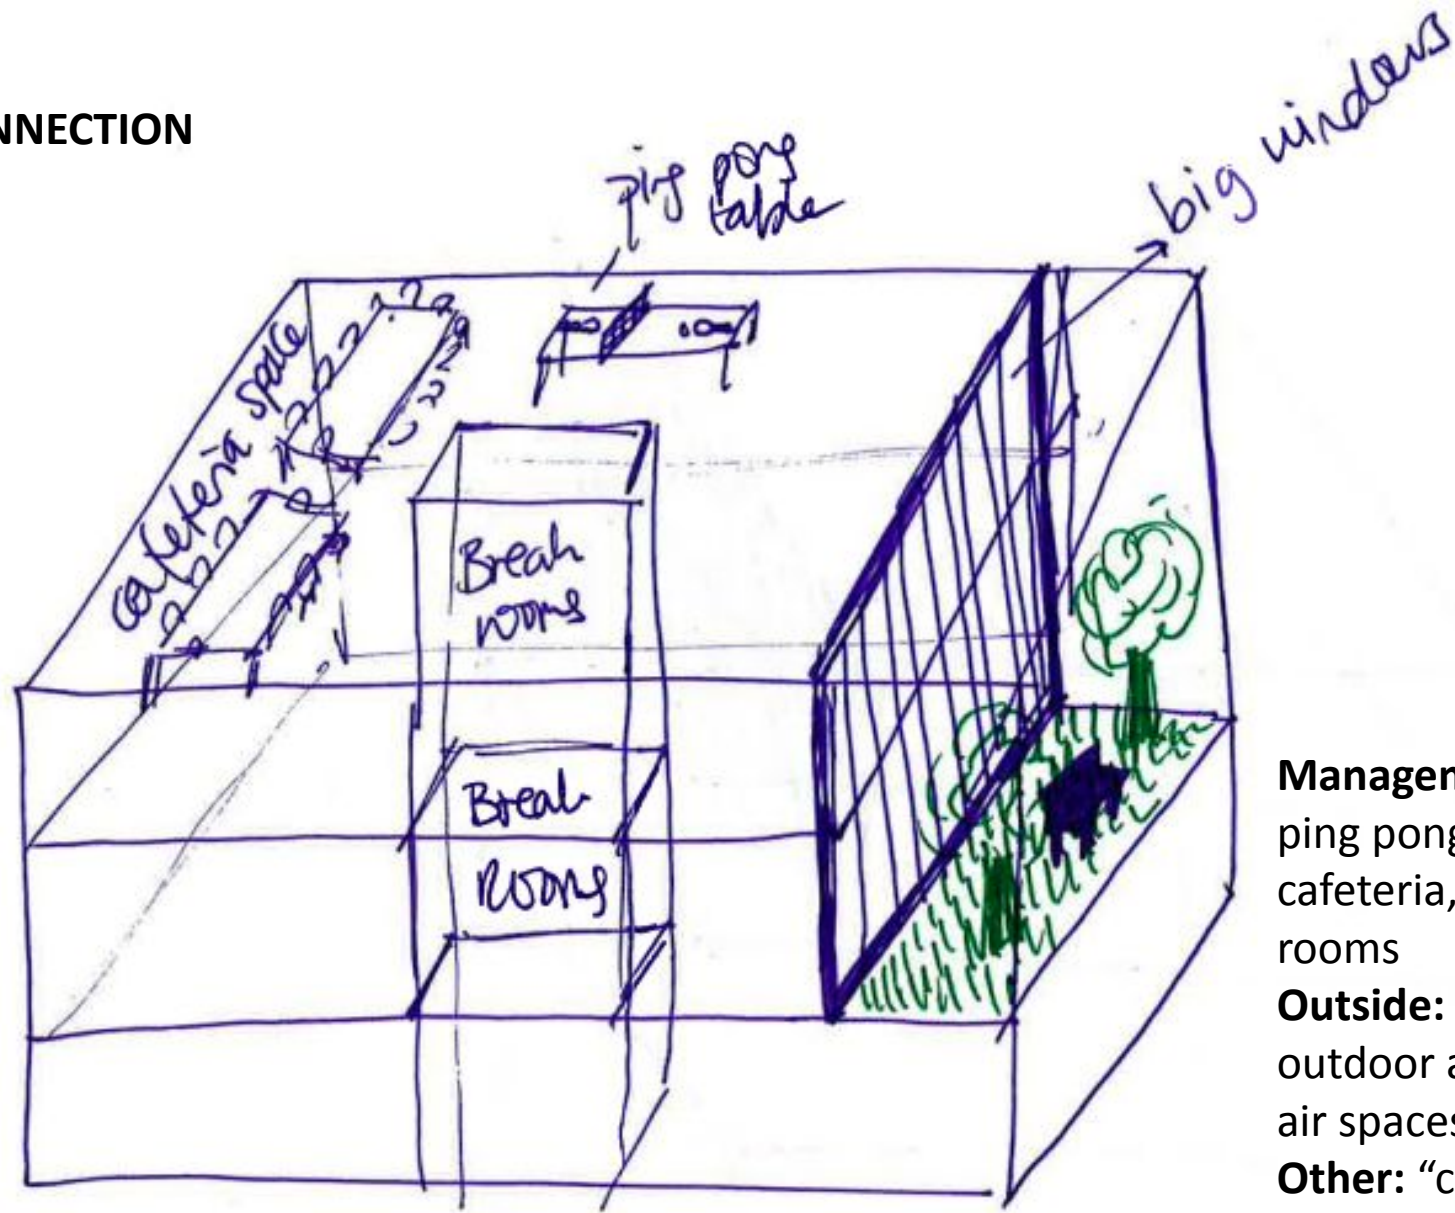 NNECTION
ping pong
table
big windows
cafeteria space
Break
rooms
Break
Rooms
Managem
ping pong
cafeteria,
rooms
Outside:
outdoor a
air spaces
Other: “c